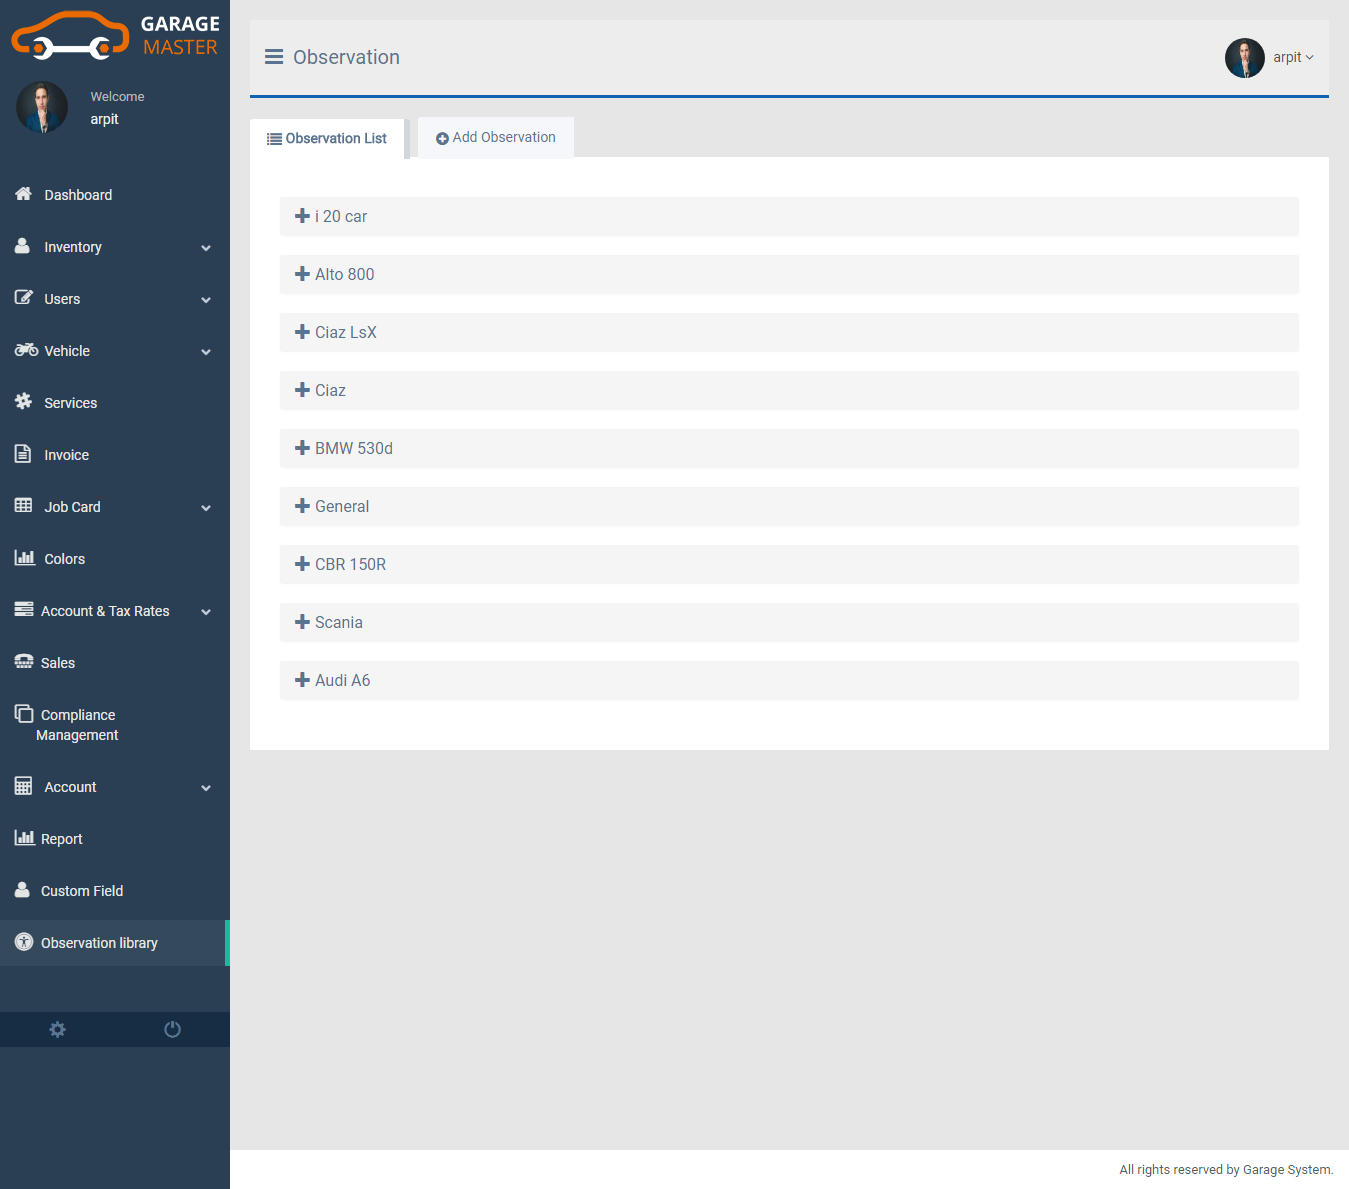 GARAGE
MASTER
Welcome
arpit
Dashboard
Inventory
Users
Vehicle
Services
Invoice
Job Card
Colors
Account & Tax Rates
Sales
Compliance
Management
Account
Report
Custom Field
Observation library
Observation
arpit
Observation List
Add Observation
i 20 car
Alto 800
Ciaz LsX
Ciaz
BMW 530d
General
CBR 150R
Scania
Audi A6
All rights reserved by Garage System.